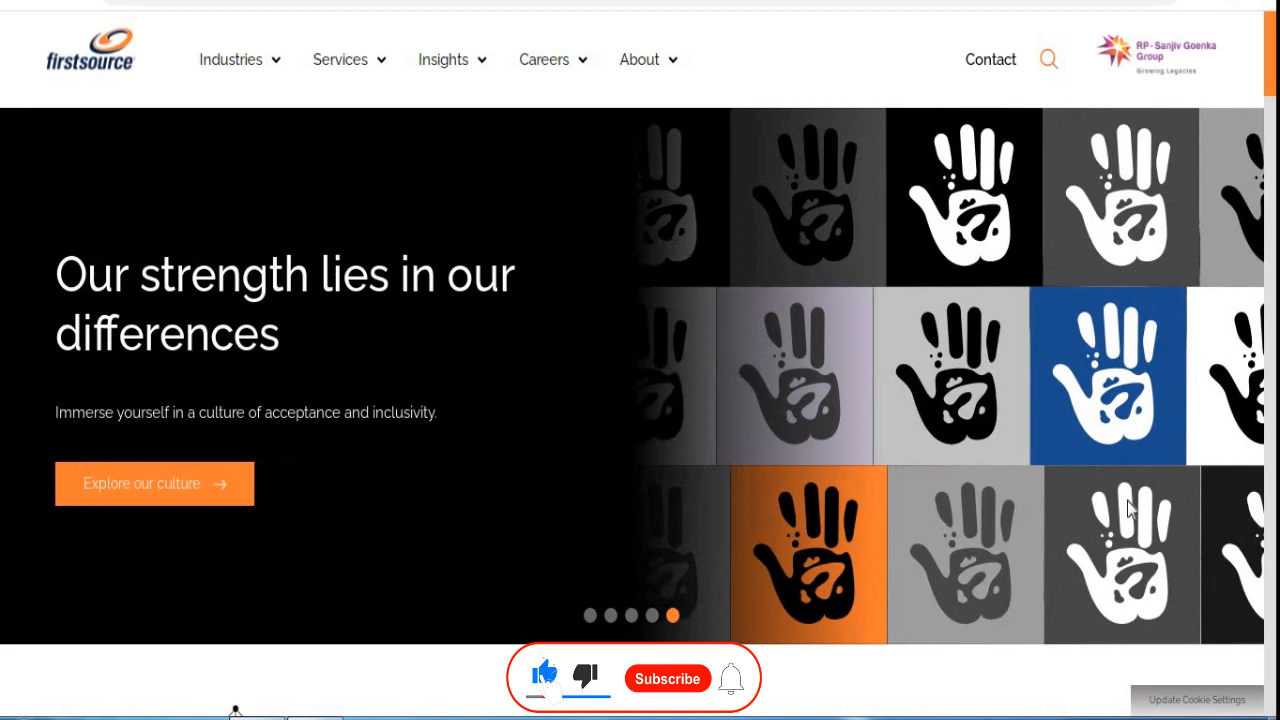 firstsource
Industries
Services
Insights
Careers
About
Contact
RP - Sanjiv Goenka
Group
Growing Legacies
Our strength lies in our
differences
Immerse yourself in a culture of acceptance and inclusivity.
Explore our culture →
Subscribe
Update Cookie Settings